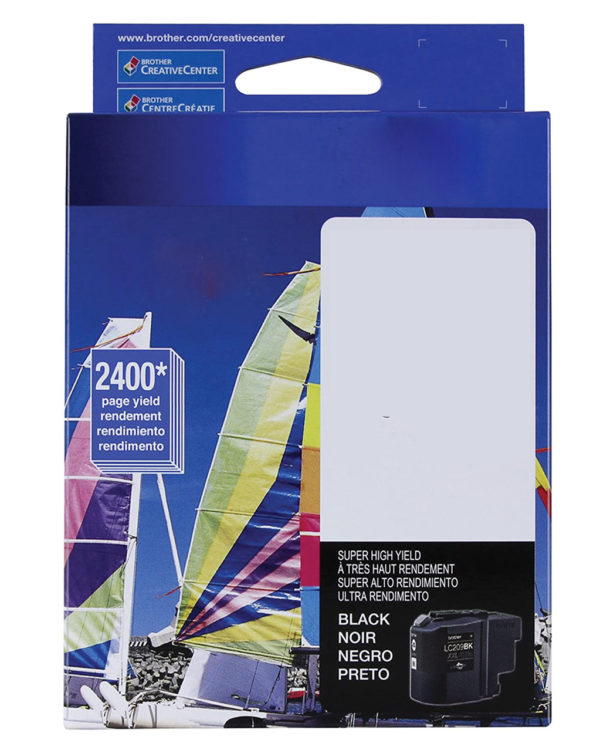 www.brother.com/creativecenter
BROTHER
CREATIVECENTER
BROTHER
CENTRECRÉATIF
2400*
page yield
rendement
rendimiento
rendimento
SUPER HIGH YIELD
À TRÈS HAUT RENDEMENT
SUPER ALTO RENDIMIENTO
ULTRA RENDIMENTO
BLACK
NOIR
NEGRO
PRETO
brother
LC209BK
XXL